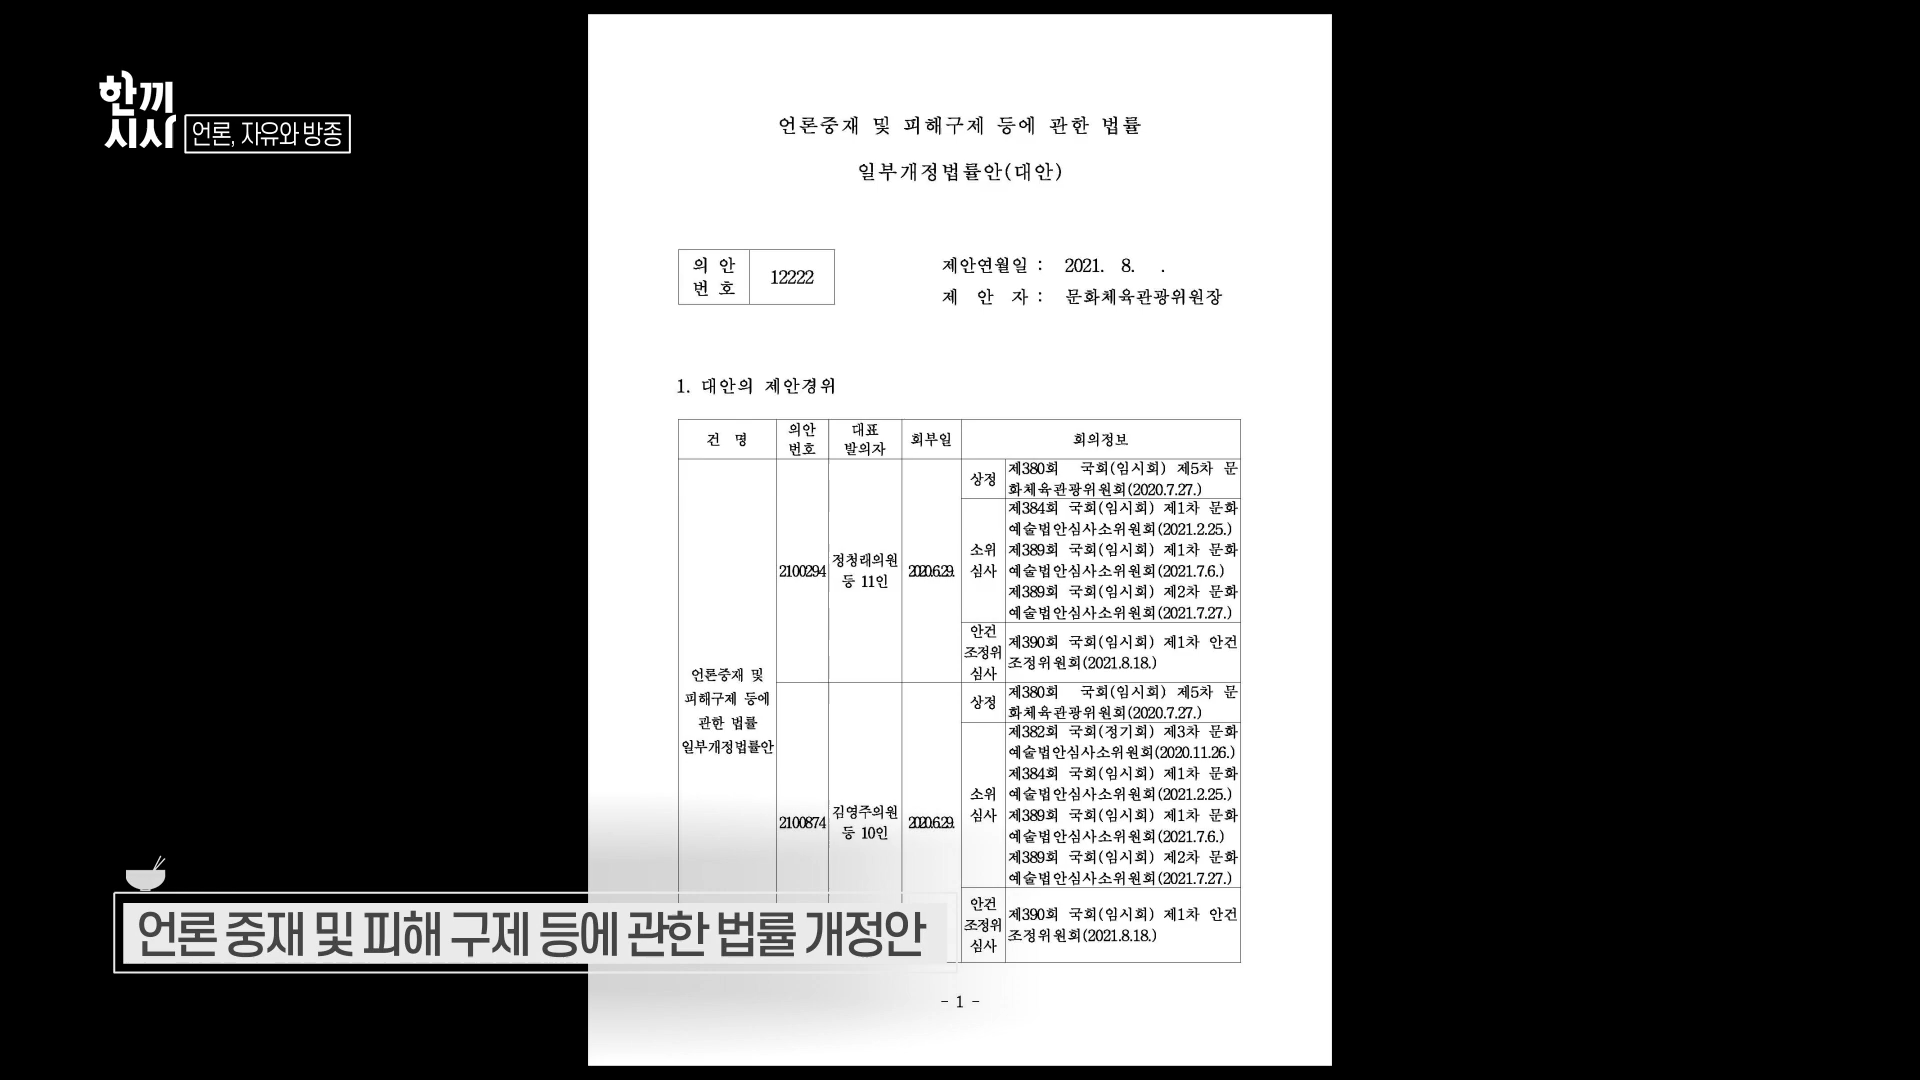 한끼
시시
언론, 자유와 방종
언론중재 및 피해구제 등에 관한 법률
일부개정법률안(대안)
의 안
번 호
12222
제안연월일 : 2021. 8. .
제 안 자 : 문화체육관광위원장
1. 대안의 제안경위
건 명
의안
번호
대표
발의자
회부일
회의정보
언론중재 및
피해구제 등에
관한 법률
일부개정법률안
2100294
정청래의원
등 11인
2020.6.29.
상정
제380회 국회(임시회) 제5차 문
화체육관광위원회(2020.7.27.)
소위
심사
제384회 국회(임시회) 제1차 문화
예술법안심사소위원회(2021.2.25.)
제389회 국회(임시회) 제1차 문화
예술법안심사소위원회(2021.7.6.)
제389회 국회(임시회) 제2차 문화
예술법안심사소위원회(2021.7.27.)
안건
조정위
심사
제390회 국회(임시회) 제1차 안건
조정위원회(2021.8.18.)
2100874
김영주의원
등 10인
2020.6.29.
상정
제380회 국회(임시회) 제5차 문
화체육관광위원회(2020.7.27.)
소위
심사
제382회 국회(정기회) 제3차 문화
예술법안심사소위원회(2020.11.26.)
제384회 국회(임시회) 제1차 문화
예술법안심사소위원회(2021.2.25.)
제389회 국회(임시회) 제1차 문화
예술법안심사소위원회(2021.7.6.)
제389회 국회(임시회) 제2차 문화
예술법안심사소위원회(2021.7.27.)
안건
조정위
심사
제390회 국회(임시회) 제1차 안건
조정위원회(2021.8.18.)
언론 중재 및 피해 구제 등에 관한 법률 개정안
- 1 -